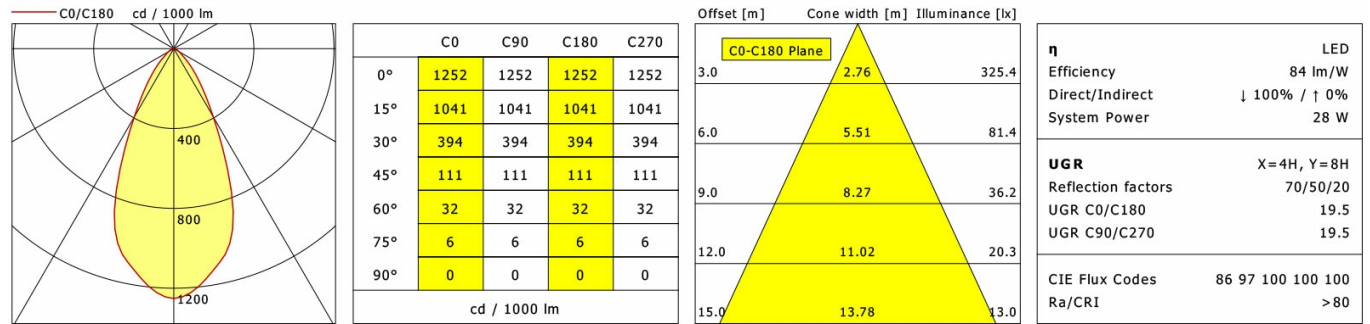 C0/C180 cd / 1000 lm
400
800
1200
C0 C90 C180 C270
0° 1252 1252 1252 1252
15° 1041 1041 1041 1041
30° 394 394 394 394
45° 111 111 111 111
60° 32 32 32 32
75° 6 6 6 6
90° 0 0 0 0
cd / 1000 lm
Offset [m] Cone width [m] Illuminance [lx]
C0-C180 Plane
3.0 2.76 325.4
6.0 5.51 81.4
9.0 8.27 36.2
12.0 11.02 20.3
15.0 13.78 13.0
η LED
Efficiency 84 lm/W
Direct/Indirect ↓ 100% / ↑ 0%
System Power 28 W
UGR X=4H, Y=8H
Reflection factors 70/50/20
UGR C0/C180 19.5
UGR C90/C270 19.5
CIE Flux Codes 86 97 100 100 100
Ra/CRI >80